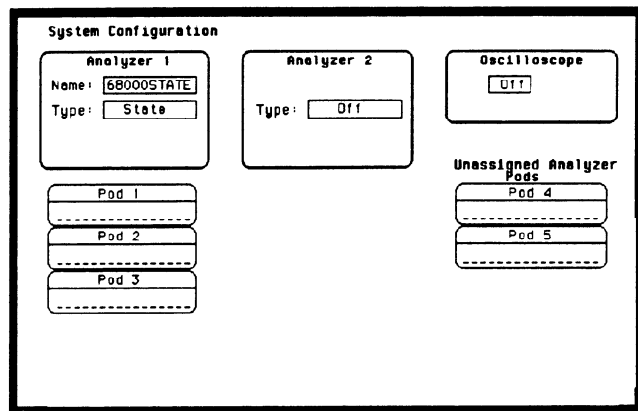 System Configuration
Analyzer 1
Name: 68000STATE
Type: State
Analyzer 2
Type: Off
Oscilloscope
Off
Unassigned Analyzer
Pods
Pod 1
Pod 2
Pod 3
Pod 4
Pod 5